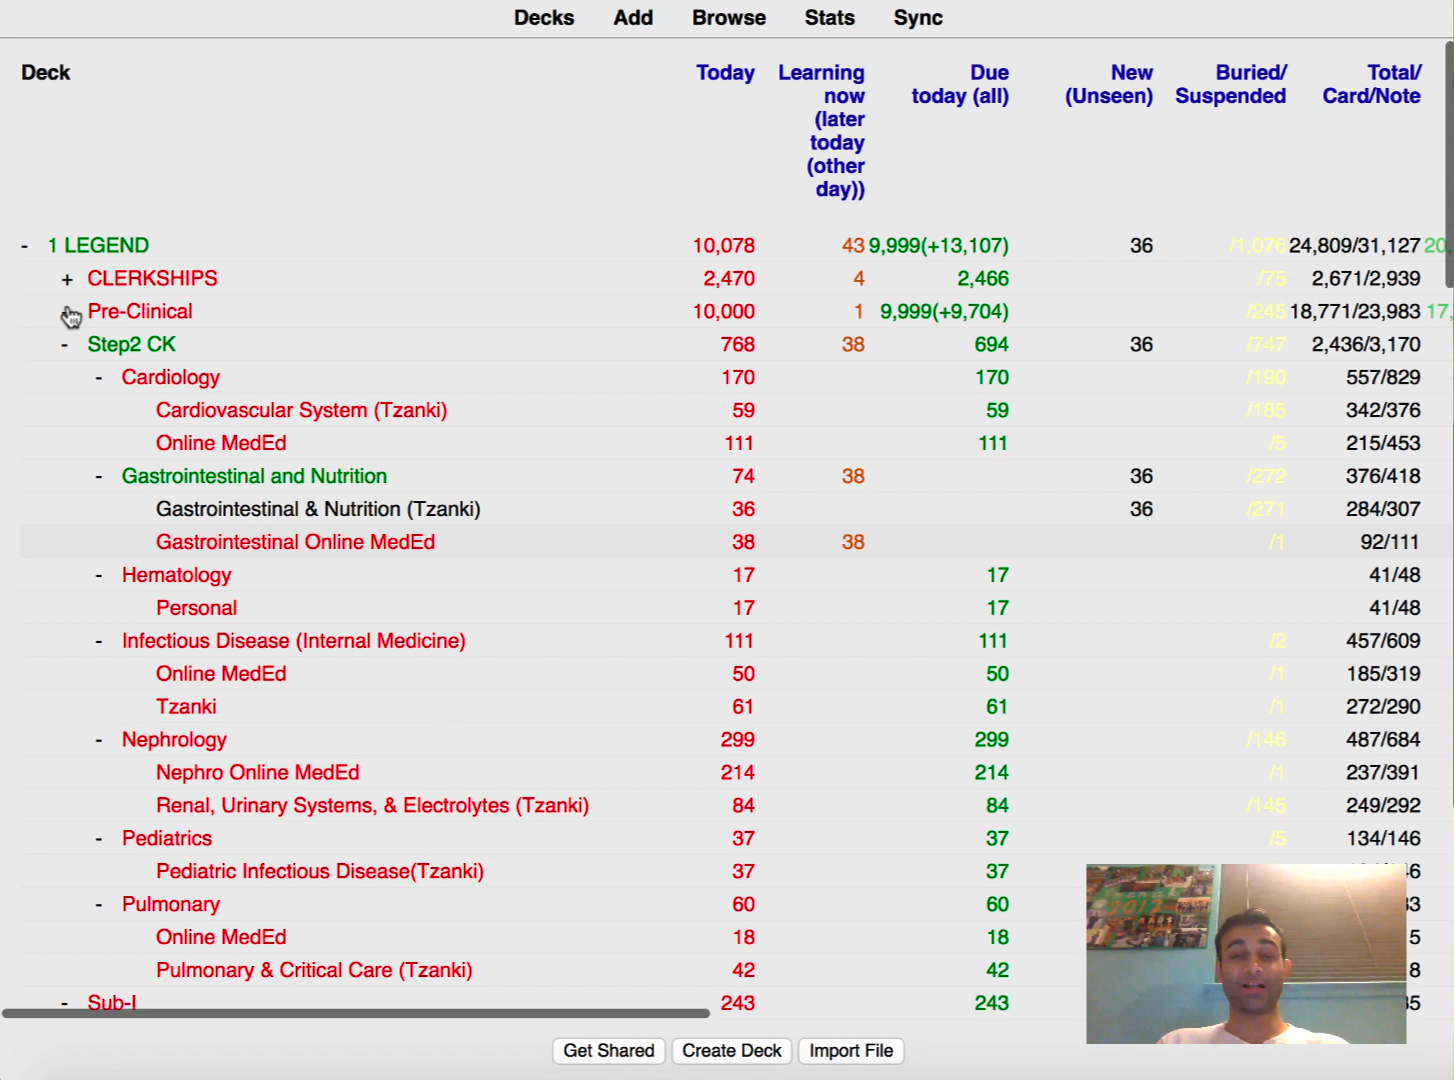 Decks Add Browse Stats Sync
Deck Today Learning now (later today (other day)) Due today (all) New (Unseen) Buried/ Suspended Total/ Card/Note
- 1 LEGEND 10,078 43 9,999(+13,107) 36 /1,076 24,809/31,127 20,
+ CLERKSHIPS 2,470 4 2,466 /75 2,671/2,939
Pre-Clinical 10,000 1 9,999(+9,704) /245 18,771/23,983 17,
- Step2 CK 768 38 694 36 /747 2,436/3,170
- Cardiology 170 170 /190 557/829
Cardiovascular System (Tzanki) 59 59 /185 342/376
Online MedEd 111 111 /5 215/453
- Gastrointestinal and Nutrition 74 38 36 /272 376/418
Gastrointestinal & Nutrition (Tzanki) 36 36 /271 284/307
Gastrointestinal Online MedEd 38 38 /1 92/111
- Hematology 17 17 41/48
Personal 17 17 41/48
- Infectious Disease (Internal Medicine) 111 111 /2 457/609
Online MedEd 50 50 /1 185/319
Tzanki 61 61 /1 272/290
- Nephrology 299 299 /146 487/684
Nephro Online MedEd 214 214 /1 237/391
Renal, Urinary Systems, & Electrolytes (Tzanki) 84 84 /145 249/292
- Pediatrics 37 37 /5 134/146
Pediatric Infectious Disease(Tzanki) 37 37 46
- Pulmonary 60 60 33
Online MedEd 18 18 5
Pulmonary & Critical Care (Tzanki) 42 42 8
- Sub-I 243 243 35
2012
Get Shared Create Deck Import File